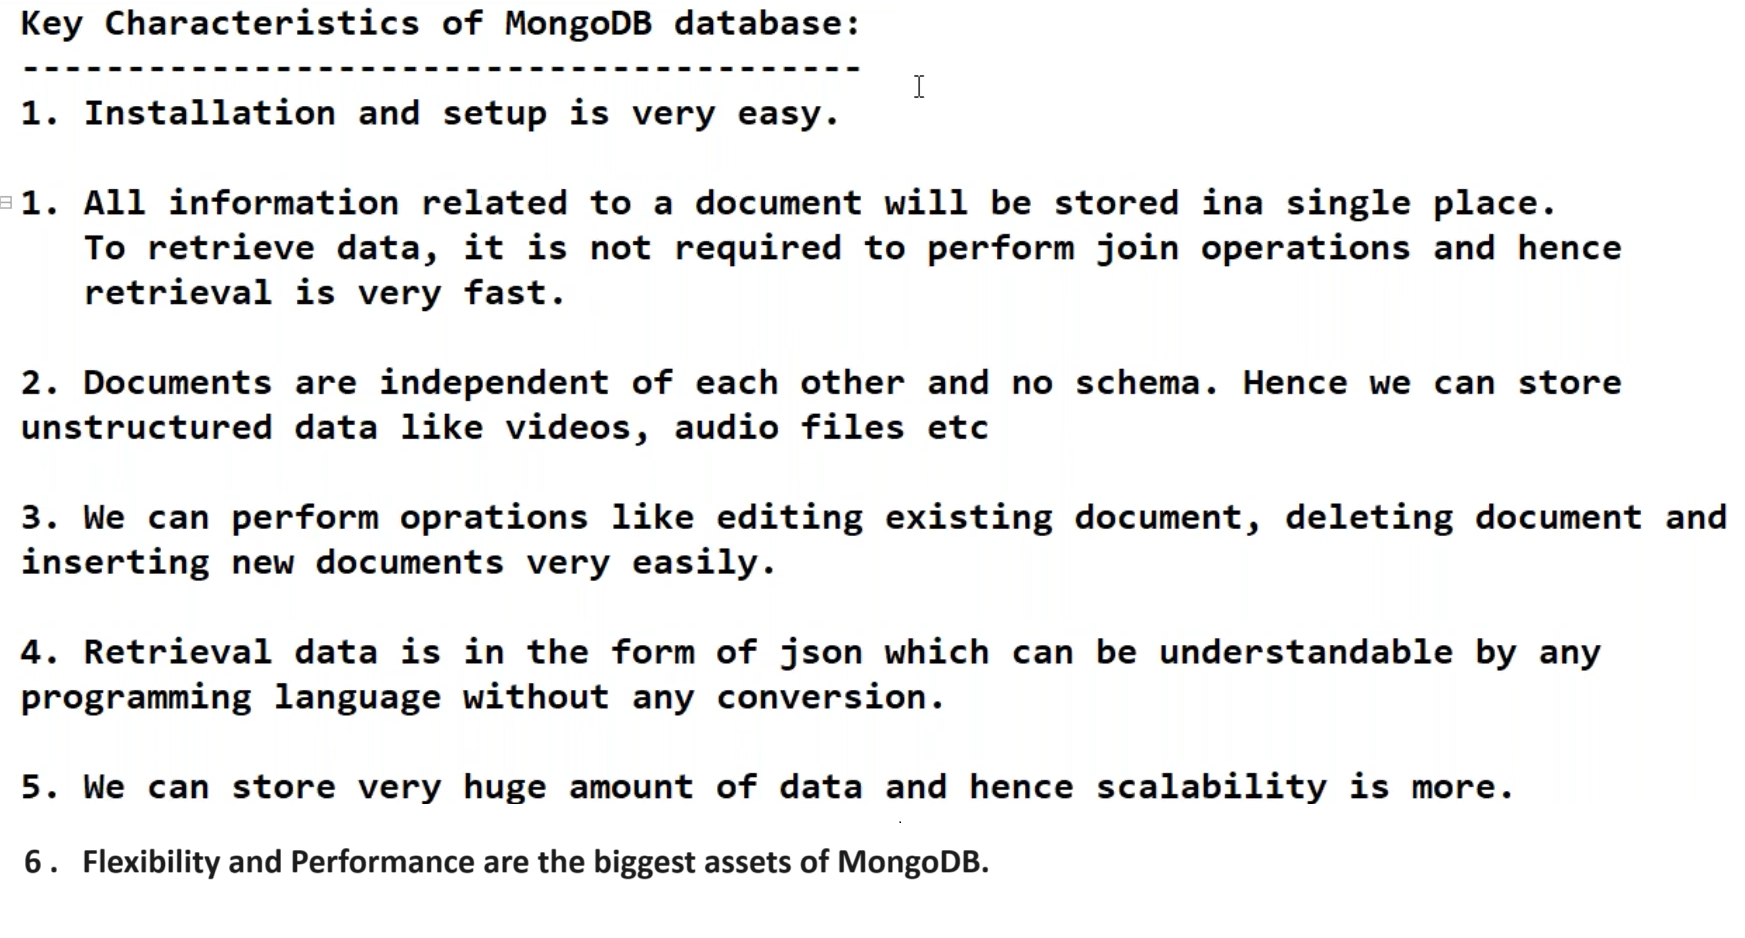 Key Characteristics of MongoDB database:
----------------------------------------
1. Installation and setup is very easy.
1. All information related to a document will be stored ina single place.
To retrieve data, it is not required to perform join operations and hence
retrieval is very fast.
2. Documents are independent of each other and no schema. Hence we can store
unstructured data like videos, audio files etc
3. We can perform oprations like editing existing document, deleting document and
inserting new documents very easily.
4. Retrieval data is in the form of json which can be understandable by any
programming language without any conversion.
5. We can store very huge amount of data and hence scalability is more.
6. Flexibility and Performance are the biggest assets of MongoDB.